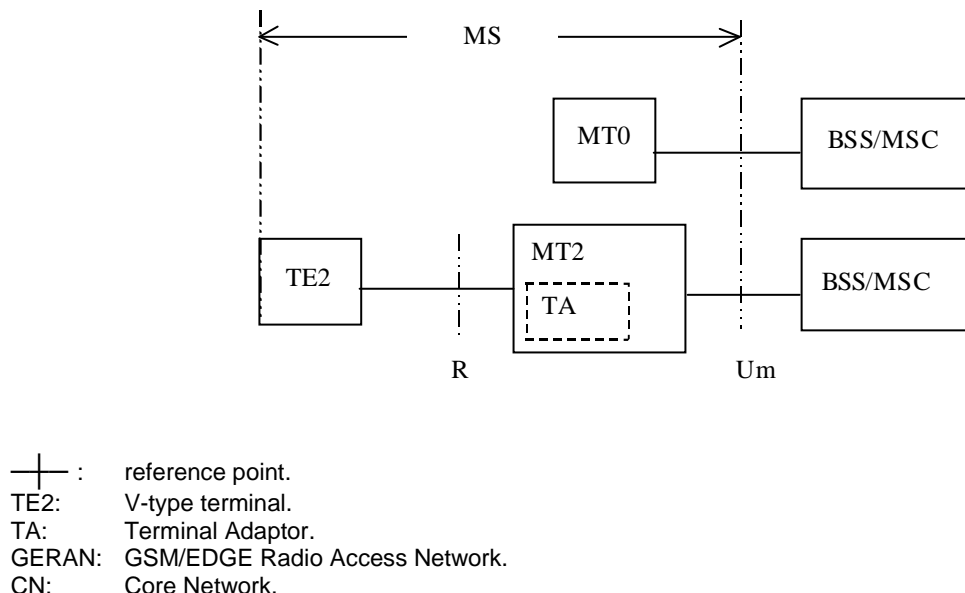 MS
MT0
BSS/MSC
MT2
TE2
BSS/MSC
TA
R
Um
: reference point.
TE2: V-type terminal.
TA: Terminal Adaptor.
GERAN: GSM/EDGE Radio Access Network.
CN: Core Network.